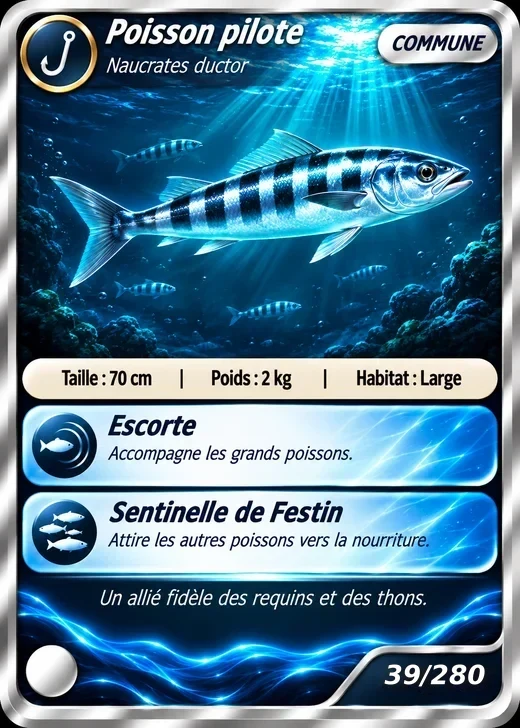 Poisson pilote
COMMUNE
Naucrates ductor
Taille : 70 cm | Poids : 2 kg | Habitat : Large
Escorte
Accompagne les grands poissons.
Sentinelle de Festin
Attire les autres poissons vers la nourriture.
Un allié fidèle des requins et des thons.
39/280